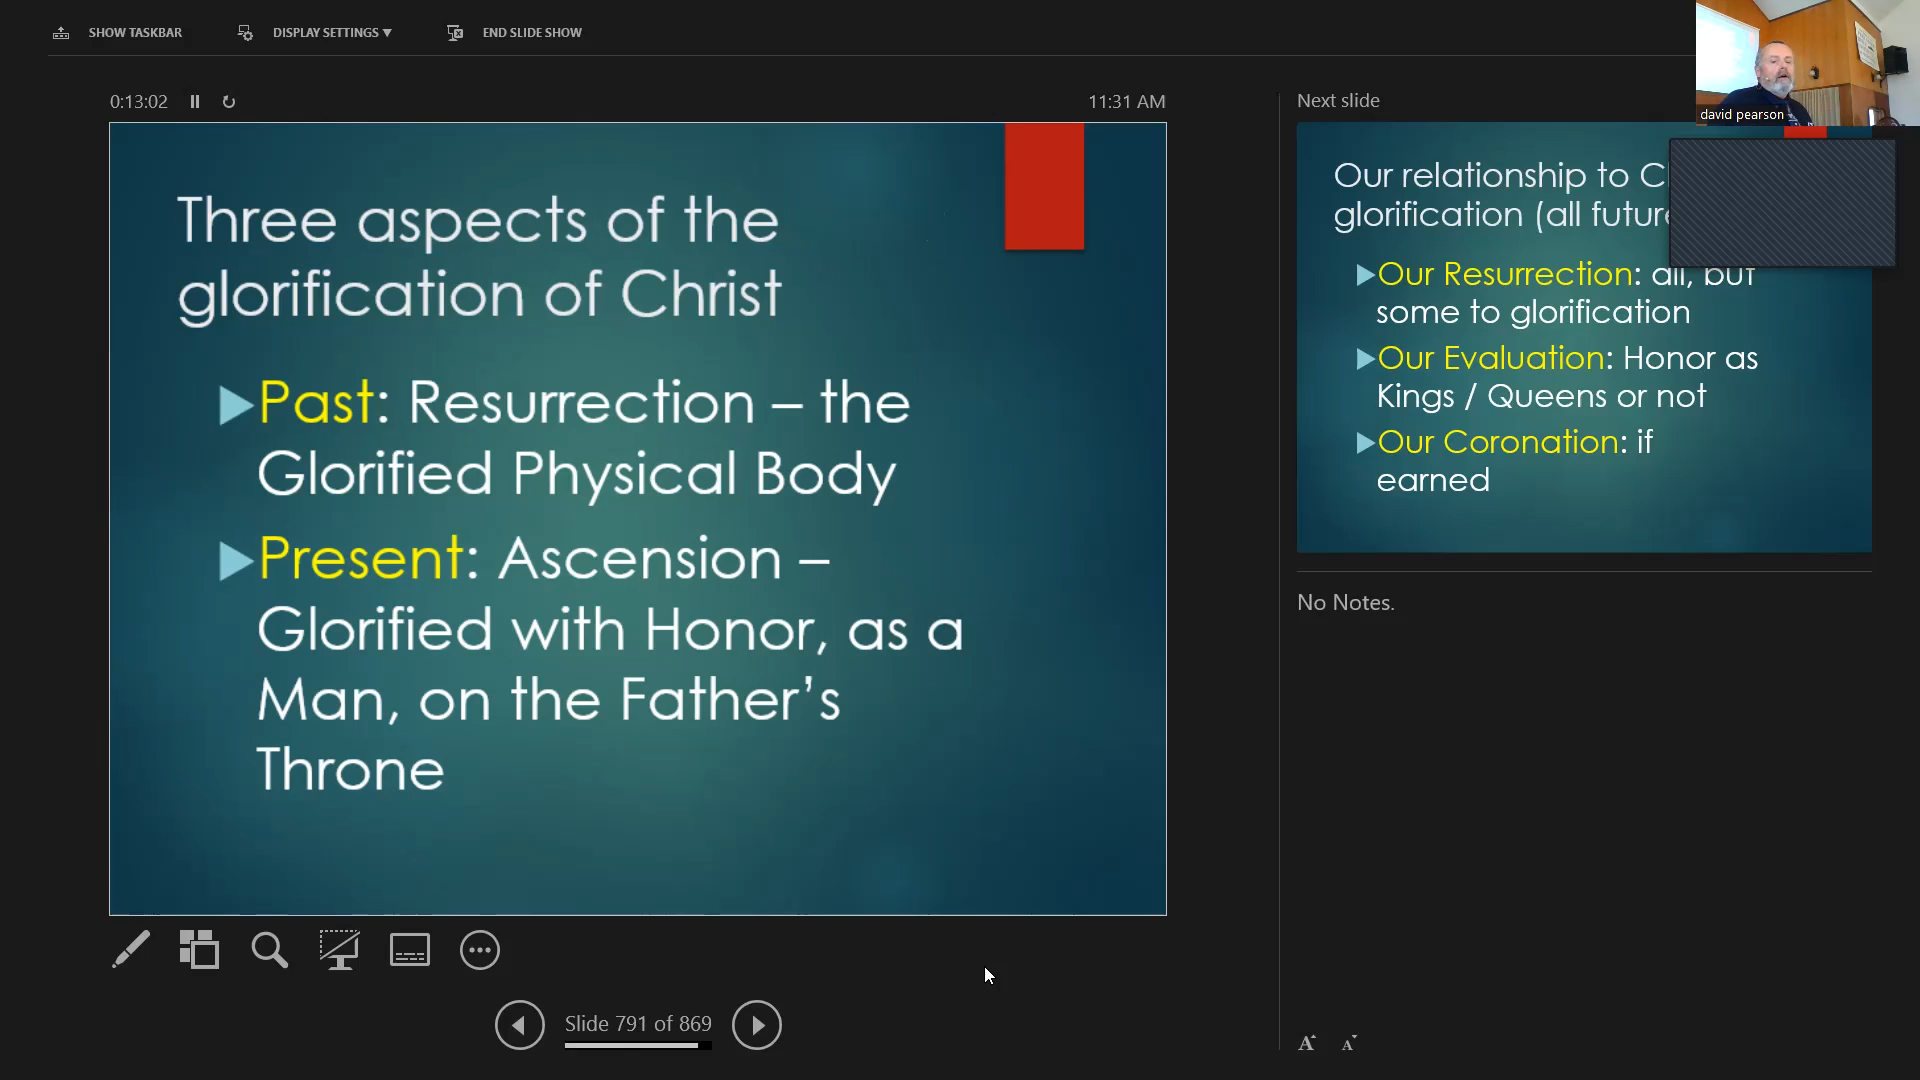 SHOW TASKBAR
DISPLAY SETTINGS ▼
END SLIDE SHOW
0:13:02
11:31 AM
Three aspects of the
glorification of Christ
Past: Resurrection – the
Glorified Physical Body
Present: Ascension –
Glorified with Honor, as a
Man, on the Father’s
Throne
Slide 791 of 869
Next slide
david pearson
Our relationship to
glorification (all
Our Resurrection: all, but
some to glorification
Our Evaluation: Honor as
Kings / Queens or not
Our Coronation: if
earned
No Notes.
A
A